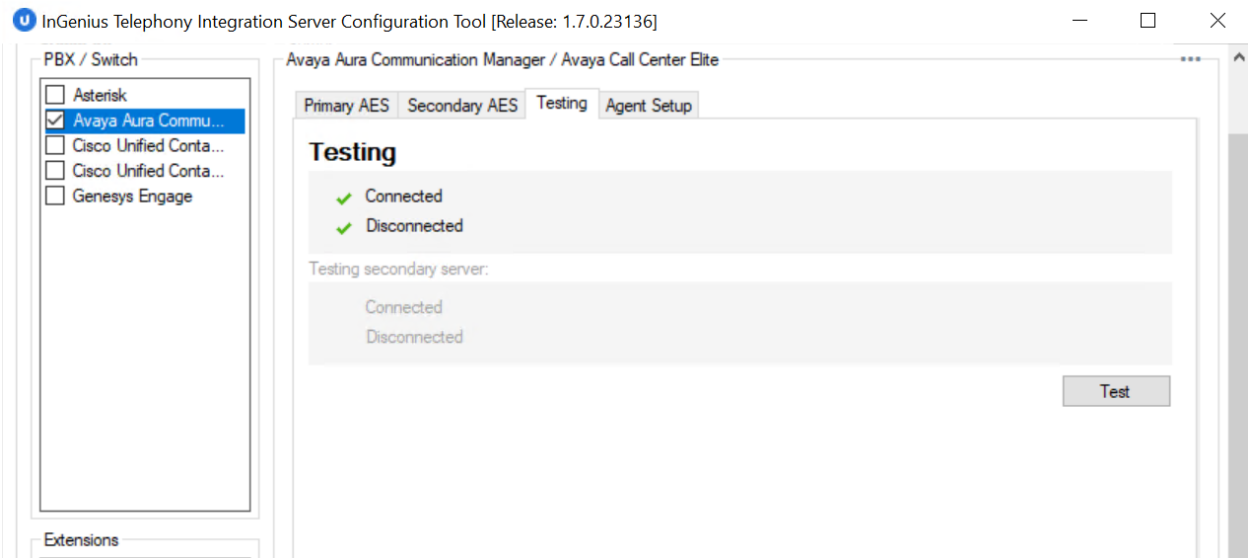 InGenius Telephony Integration Server Configuration Tool [Release: 1.7.0.23136]
PBX / Switch
Asterisk
Avaya Aura Commu...
Cisco Unified Conta...
Cisco Unified Conta...
Genesys Engage
Extensions
Avaya Aura Communication Manager / Avaya Call Center Elite
Primary AES Secondary AES Testing Agent Setup
Testing
Connected
Disconnected
Testing secondary server:
Connected
Disconnected
Test